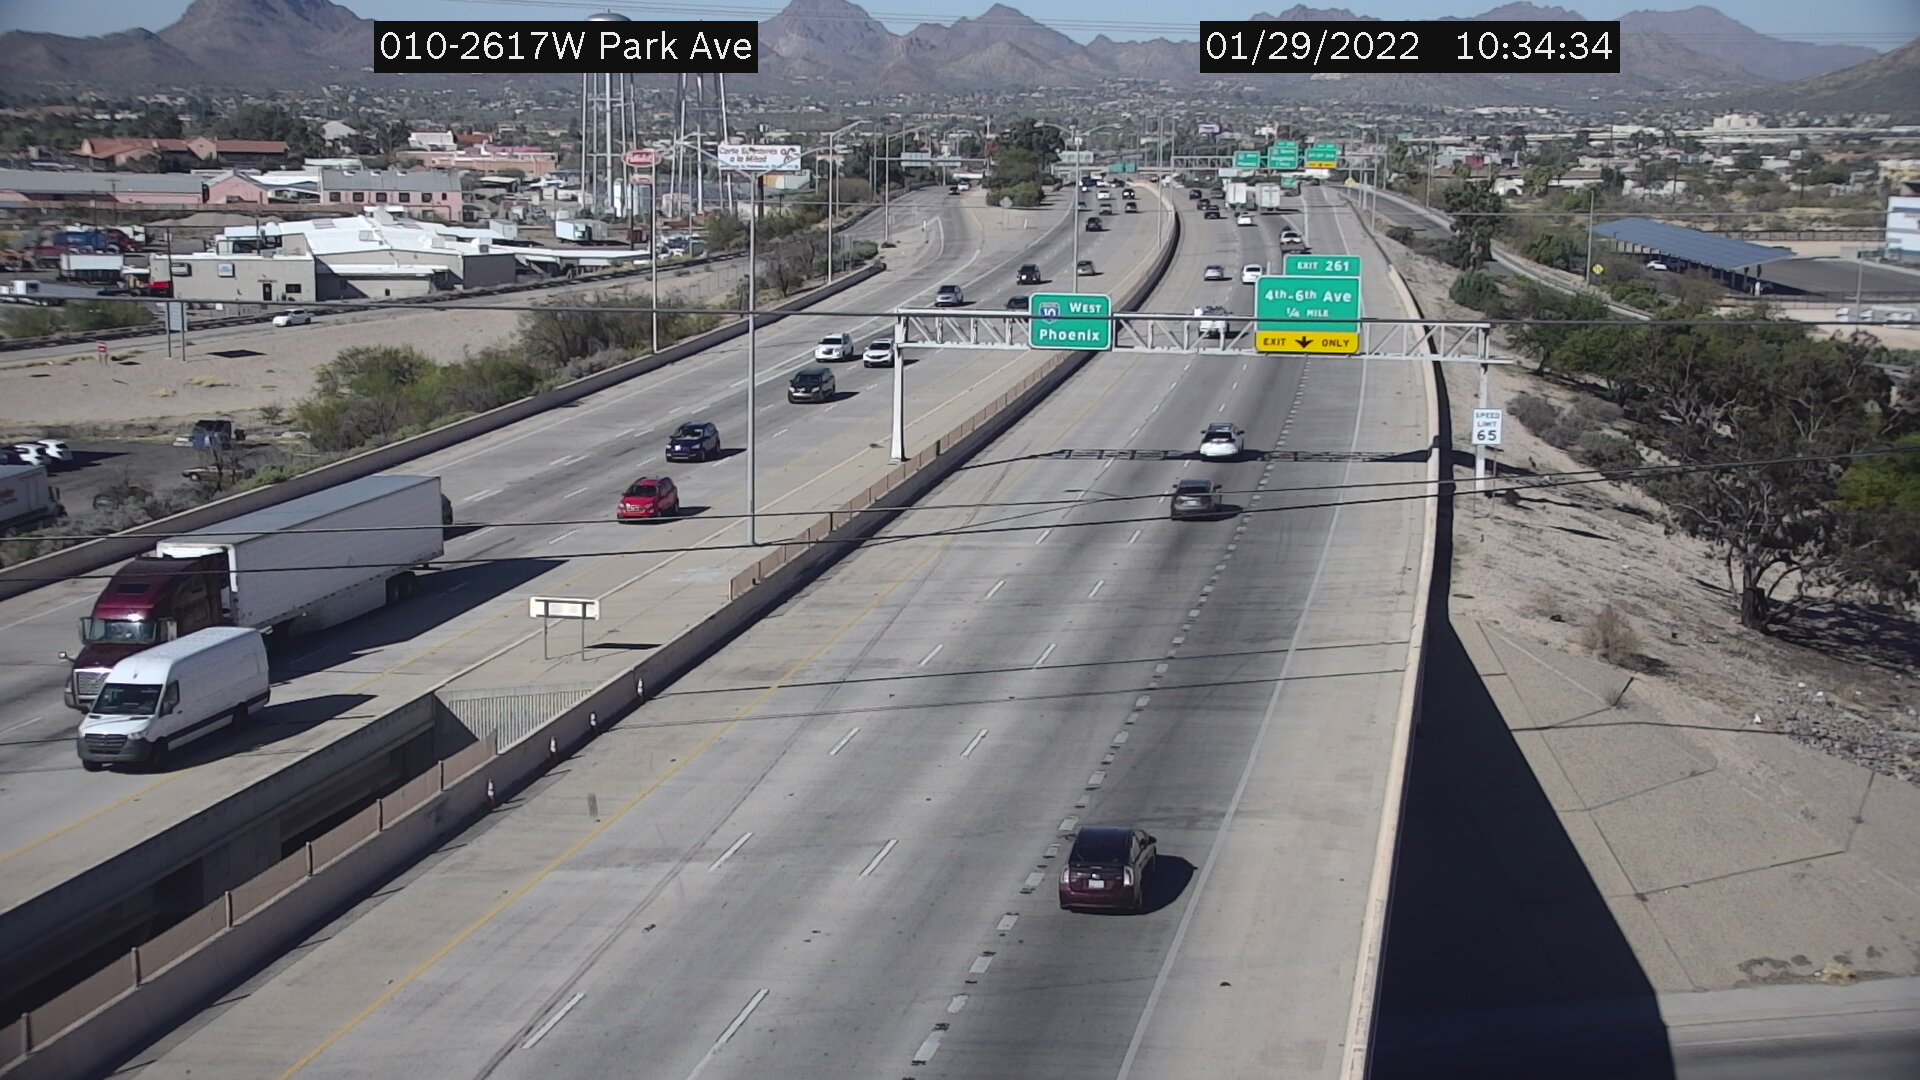 010-2617W Park Ave
01/29/2022 10:34:34
EXIT 261
4th-6th Ave
1/4 MILE
EXIT ONLY
10 WEST
Phoenix
SPEED
LIMIT
65